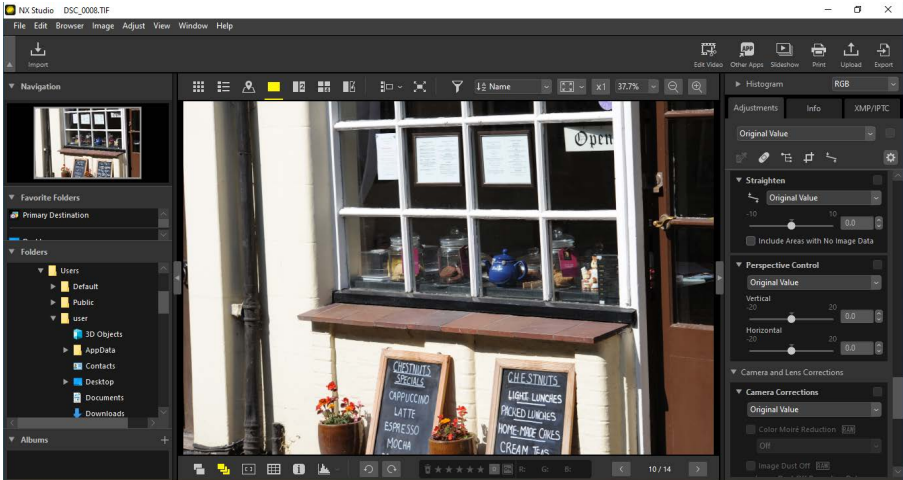 NX Studio DSC_0008.TIF
File Edit Browser Image Adjust View Window Help
Import
Edit Video Other Apps Slideshow Print Upload Export
Navigation
Favorite Folders
Primary Destination
Folders
Users
Default
Public
user
3D Objects
AppData
Contacts
Desktop
Documents
Downloads
Albums
Name
x1 37.7%
Open
CHESTNUTS
SPECIALS
CAPPUCCINO
LATTE
ESPRESSO
MOCHA
CHESTNUTS
LIGHT LUNCHES
PACKED LUNCHES
HOME-MADE CAKES
CREAM TEAS
R: G: B:
10/14
Histogram RGB
Adjustments Info XMP/IPTC
Original Value
Straighten
Original Value
-10 10
0.0
Include Areas with No Image Data
Perspective Control
Original Value
Vertical
-20 20
0.0
Horizontal
-20 20
0.0
Camera and Lens Corrections
Camera Corrections
Original Value
Color Moiré Reduction RAW
Off
Image Dust Off RAW